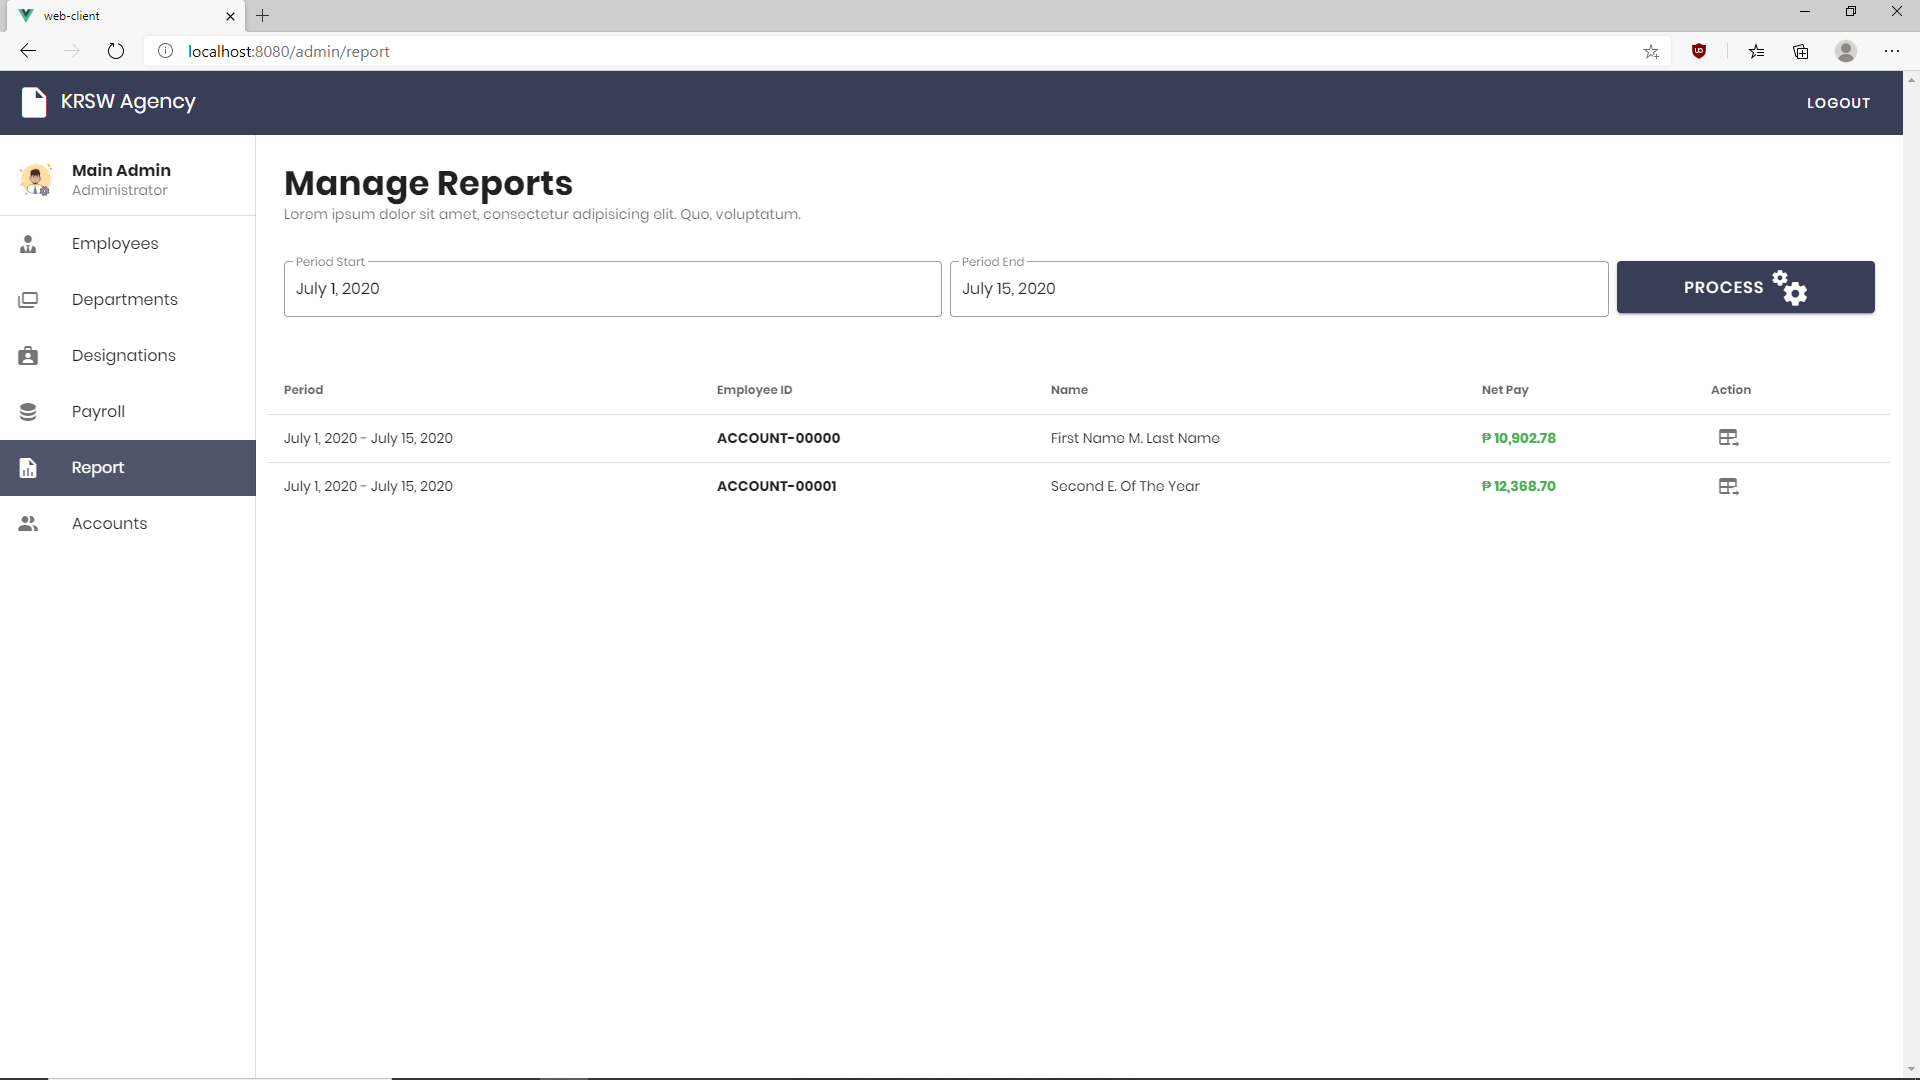 web-client
localhost:8080/admin/report
KRSW Agency
LOGOUT
Main Admin
Administrator
Employees
Departments
Designations
Payroll
Report
Accounts
Manage Reports
Lorem ipsum dolor sit amet, consectetur adipisicing elit. Quo, voluptatum.
Period Start
July 1, 2020
Period End
July 15, 2020
PROCESS
Period Employee ID Name Net Pay Action
July 1, 2020 - July 15, 2020 ACCOUNT-00000 First Name M. Last Name ₱ 10,902.78
July 1, 2020 - July 15, 2020 ACCOUNT-00001 Second E. Of The Year ₱ 12,368.70